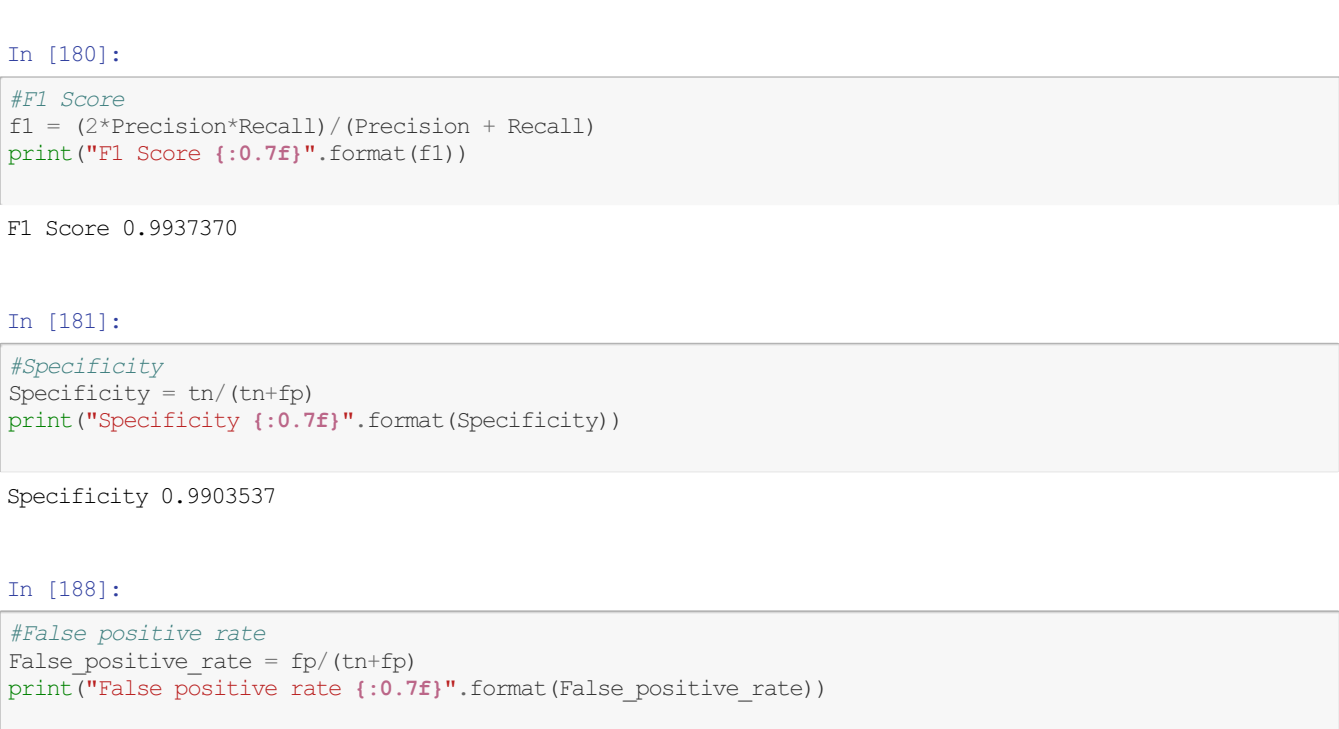 In [180]:
#F1 Score
f1 = (2*Precision*Recall)/(Precision + Recall)
print("F1 Score {:0.7f}".format(f1))
F1 Score 0.9937370
In [181]:
#Specificity
Specificity = tn/(tn+fp)
print("Specificity {:0.7f}".format(Specificity))
Specificity 0.9903537
In [188]:
#False positive rate
False_positive_rate = fp/(tn+fp)
print("False positive rate {:0.7f}".format(False_positive_rate))